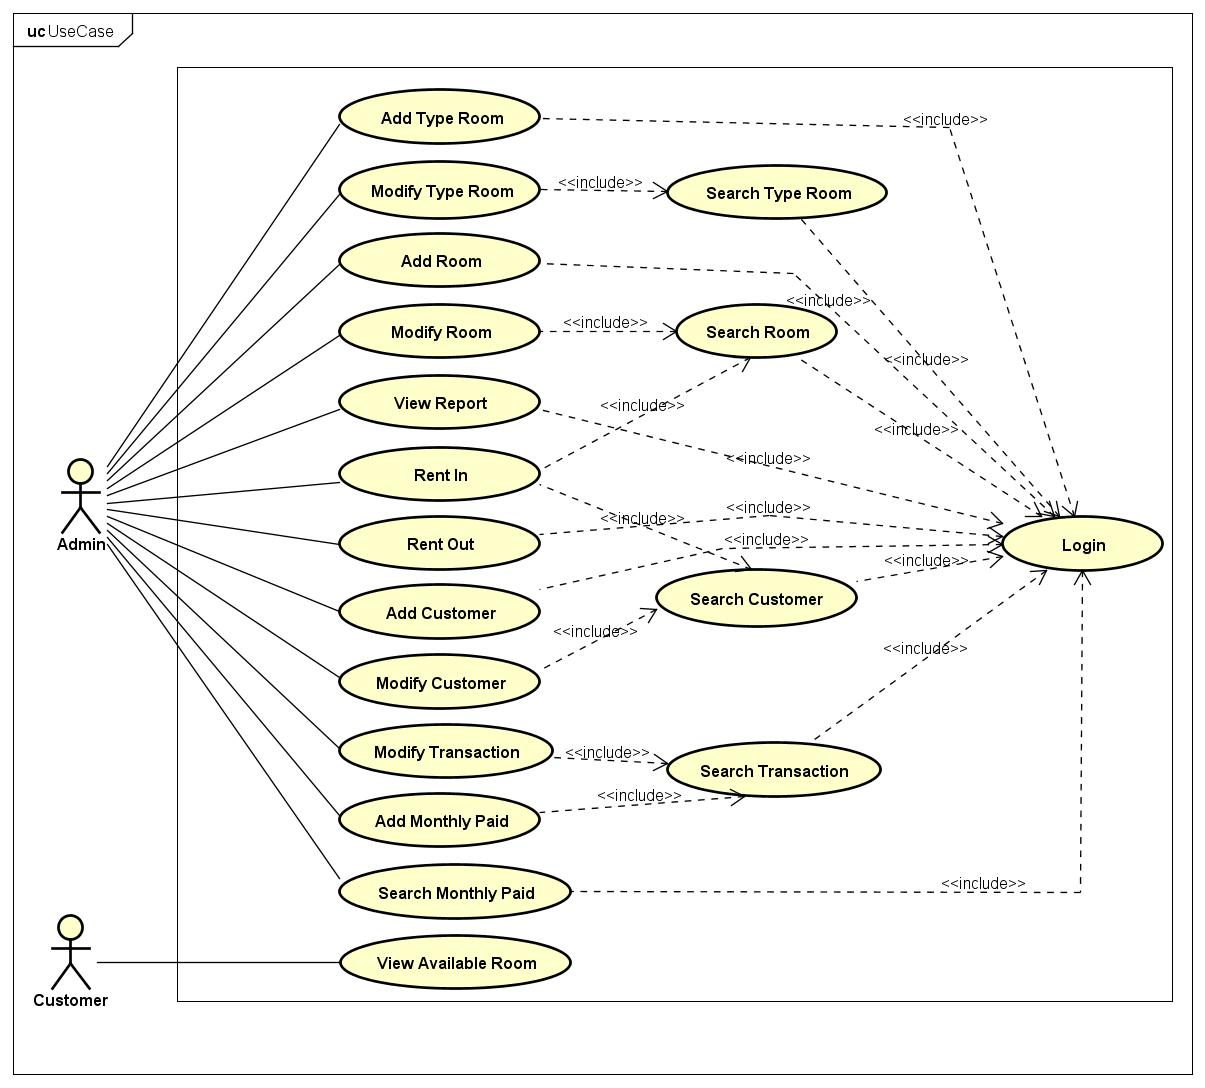 uc UseCase
Add Type Room
<<include>>
Modify Type Room
<<include>>
Search Type Room
Add Room
<<include>>
Modify Room
<<include>>
Search Room
<<include>>
View Report
<<include>>
<<include>>
<<include>>
Rent In
<<include>>
<<include>>
Admin
Rent Out
<<include>>
Login
<<include>>
Add Customer
Search Customer
<<include>>
<<include>>
Modify Customer
Modify Transaction
<<include>>
Search Transaction
<<include>>
Add Monthly Paid
Search Monthly Paid
<<include>>
View Available Room
Customer